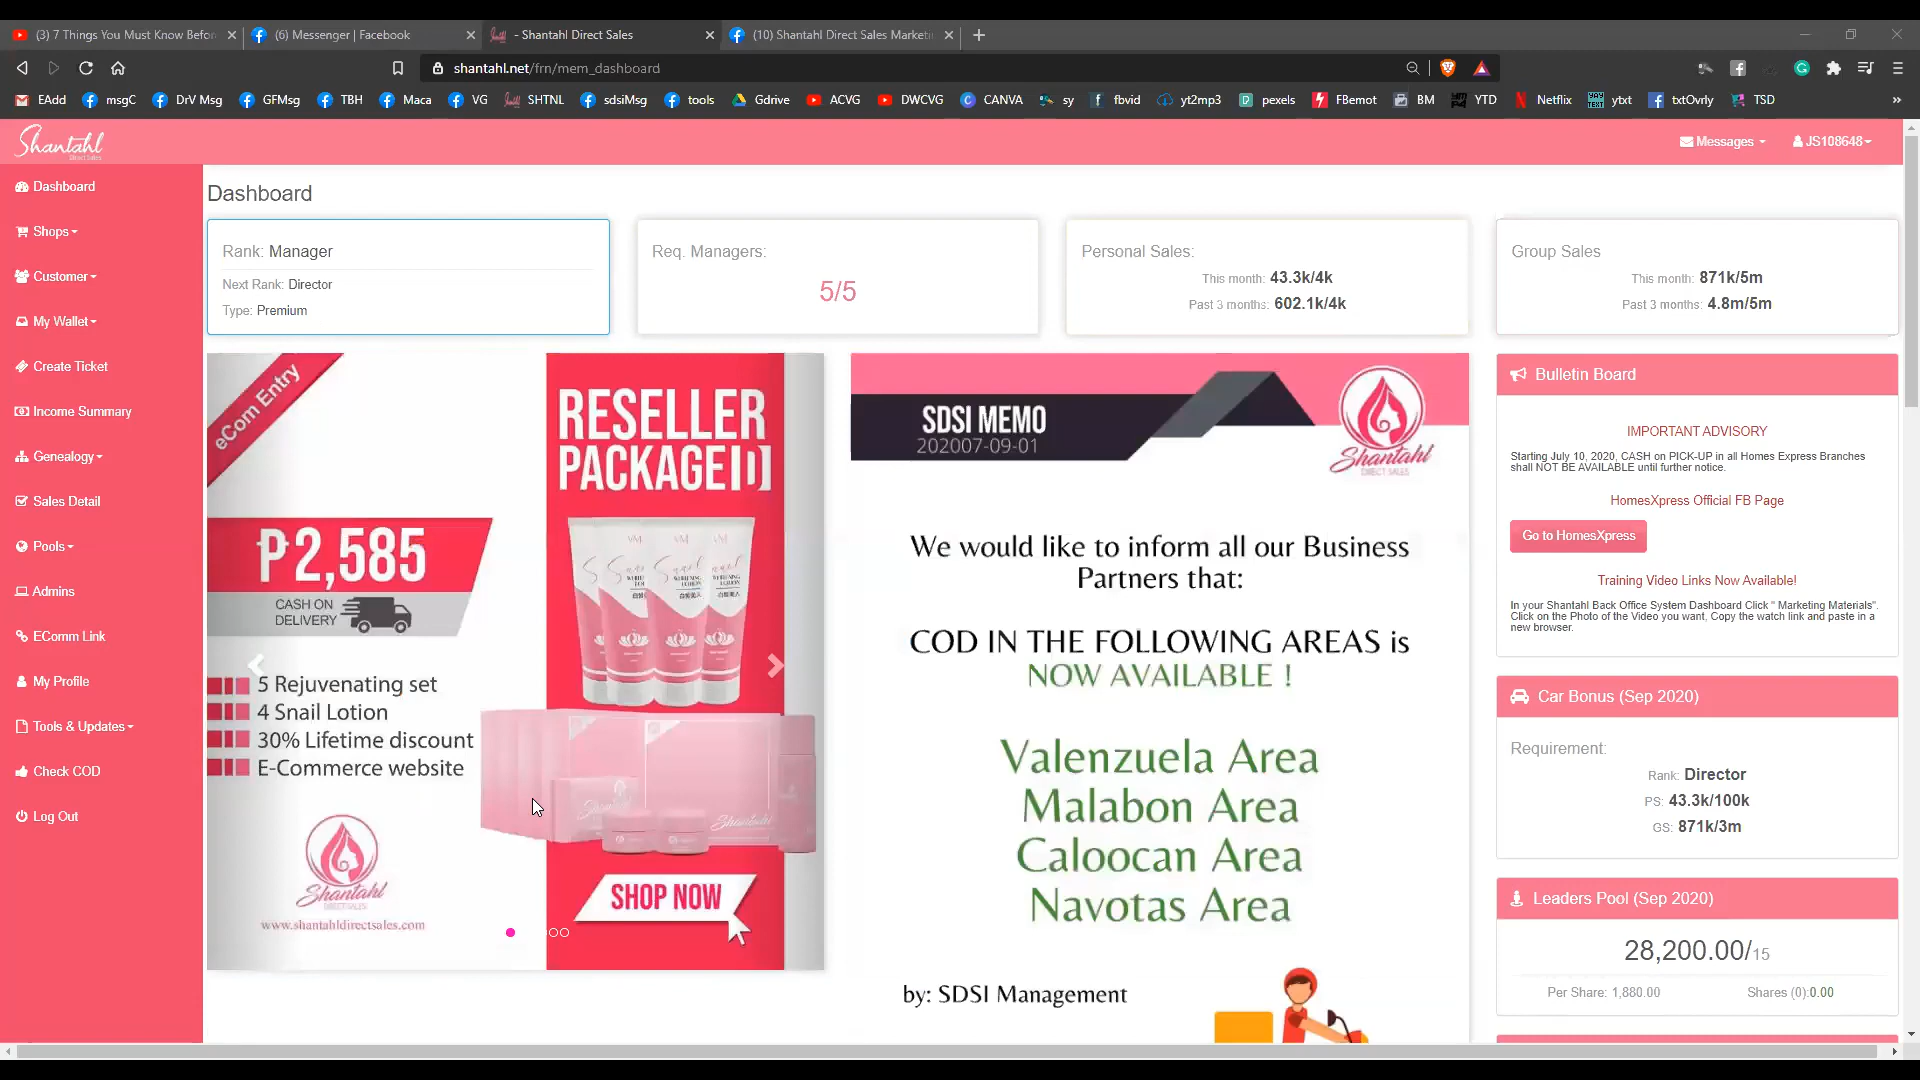 (3) 7 Things You Must Know Befor
(6) Messenger | Facebook
- Shantahl Direct Sales
(10) Shantahl Direct Sales Marketi
shantahl.net/frn/mem_dashboard
EAdd
msgC
DrV Msg
GFMsg
TBH
Maca
VG
SHTNL
sdsiMsg
tools
Gdrive
ACVG
DWCVG
CANVA
sy
fbvid
yt2mp3
pexels
FBemot
BM
YTD
Netflix
ytxt
txtOvrly
TSD
Shantahl
Direct Sales
Messages
JS108648
Dashboard
Shops
Customer
My Wallet
Create Ticket
Income Summary
Genealogy
Sales Detail
Pools
Admins
EComm Link
My Profile
Tools & Updates
Check COD
Log Out
Dashboard
Rank: Manager
Next Rank: Director
Type: Premium
Req. Managers:
5/5
Personal Sales:
This month: 43.3k/4k
Past 3 months: 602.1k/4k
Group Sales
This month: 871k/5m
Past 3 months: 4.8m/5m
eCom Entry
RESELLER
PACKAGE
₱2,585
CASH ON
DELIVERY
5 Rejuvenating set
4 Snail Lotion
30% Lifetime discount
E-Commerce website
Shantahl
DIRECT SALES
www.shantahldirectsales.com
SHOP NOW
SDSI MEMO
202007-09-01
Shantahl
DIRECT SALES
We would like to inform all our Business
Partners that:
COD IN THE FOLLOWING AREAS is
NOW AVAILABLE !
Valenzuela Area
Malabon Area
Caloocan Area
Navotas Area
by: SDSI Management
Bulletin Board
IMPORTANT ADVISORY
Starting July 10, 2020, CASH on PICK-UP in all Homes Express Branches
shall NOT BE AVAILABLE until further notice.
HomesXpress Official FB Page
Go to HomesXpress
Training Video Links Now Available!
In your Shantahl Back Office System Dashboard Click " Marketing Materials".
Click on the Photo of the Video you want, Copy the watch link and paste in a
new browser.
Car Bonus (Sep 2020)
Requirement:
Rank: Director
PS: 43.3k/100k
GS: 871k/3m
Leaders Pool (Sep 2020)
28,200.00/15
Per Share: 1,880.00
Shares (0):0.00